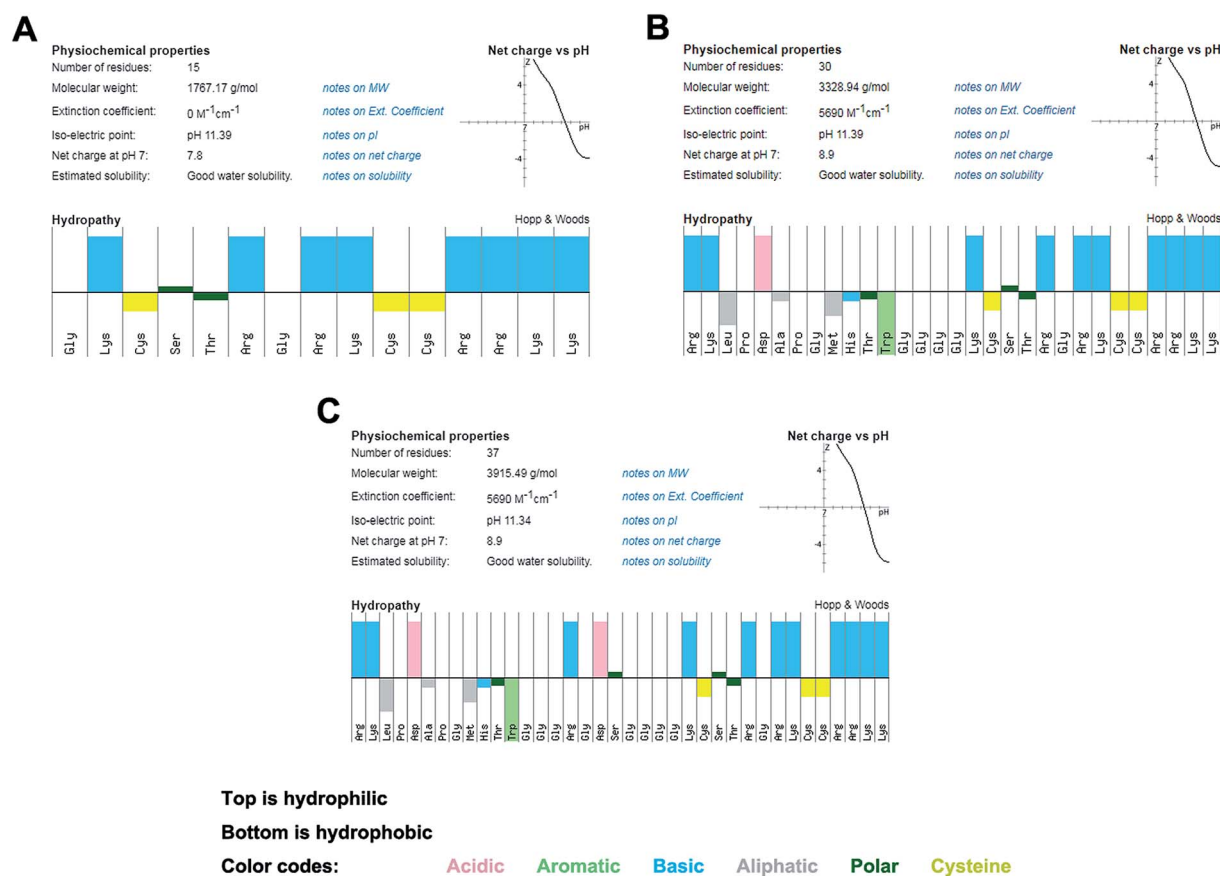 A
Physiochemical properties
Net charge vs pH
Number of residues: 15
Molecular weight: 1767.17 g/mol notes on MW
Extinction coefficient: 0 M-1cm-1 notes on Ext. Coefficient
Iso-electric point: pH 11.39 notes on pI
Net charge at pH 7: 7.8 notes on net charge
Estimated solubility: Good water solubility. notes on solubility
Z
4
7
pH
-4
Hydropathy
Hopp & Woods
Gly Lys Cys Ser Thr Arg Gly Arg Lys Cys Cys Arg Arg Lys Lys
B
Physiochemical properties
Net charge vs pH
Number of residues: 30
Molecular weight: 3328.94 g/mol notes on MW
Extinction coefficient: 5690 M-1cm-1 notes on Ext. Coefficient
Iso-electric point: pH 11.39 notes on pI
Net charge at pH 7: 8.9 notes on net charge
Estimated solubility: Good water solubility. notes on solubility
Z
4
7
pH
-4
Hydropathy
Hopp & Woods
Arg Lys Leu Pro Asp Ala Pro Gly Met His Thr Trp Gly Gly Gly Gly Lys Cys Ser Thr Arg Gly Arg Lys Cys Cys Arg Arg Lys Lys
C
Physiochemical properties
Net charge vs pH
Number of residues: 37
Molecular weight: 3915.49 g/mol notes on MW
Extinction coefficient: 5690 M-1cm-1 notes on Ext. Coefficient
Iso-electric point: pH 11.34 notes on pI
Net charge at pH 7: 8.9 notes on net charge
Estimated solubility: Good water solubility. notes on solubility
Z
4
7
pH
-4
Hydropathy
Hopp & Woods
Arg Lys Leu Pro Asp Ala Pro Gly Met His Thr Trp Gly Gly Gly Arg Gly Asp Ser Gly Gly Gly Gly Lys Cys Ser Thr Arg Gly Arg Lys Cys Cys Arg Arg Lys Lys
Top is hydrophilic
Bottom is hydrophobic
Color codes: Acidic Aromatic Basic Aliphatic Polar Cysteine